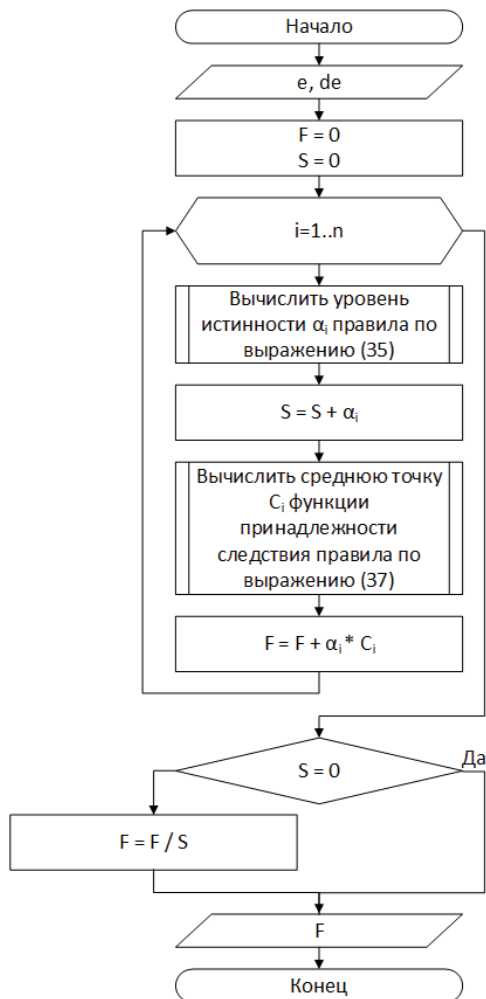 Начало
e, de
F = 0
S = 0
i=1..n
Вычислить уровень
истинности αᵢ правила по
выражению (35)
S = S + αᵢ
Вычислить среднюю точку
Cᵢ функции
принадлежности
следствия правила по
выражению (37)
F = F + αᵢ * Cᵢ
S = 0
Да
F = F / S
F
Конец